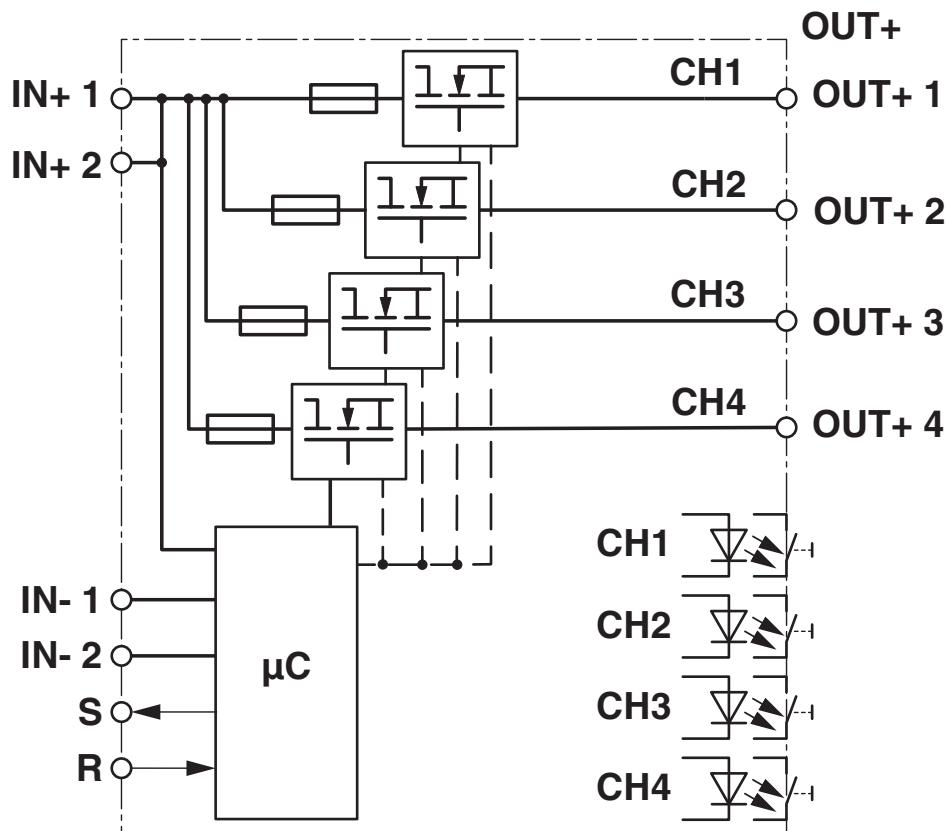 OUT+
IN+ 1
CH1
OUT+ 1
IN+ 2
CH2
OUT+ 2
CH3
OUT+ 3
CH4
OUT+ 4
CH1
IN- 1
CH2
IN- 2
µC
S
CH3
R
CH4